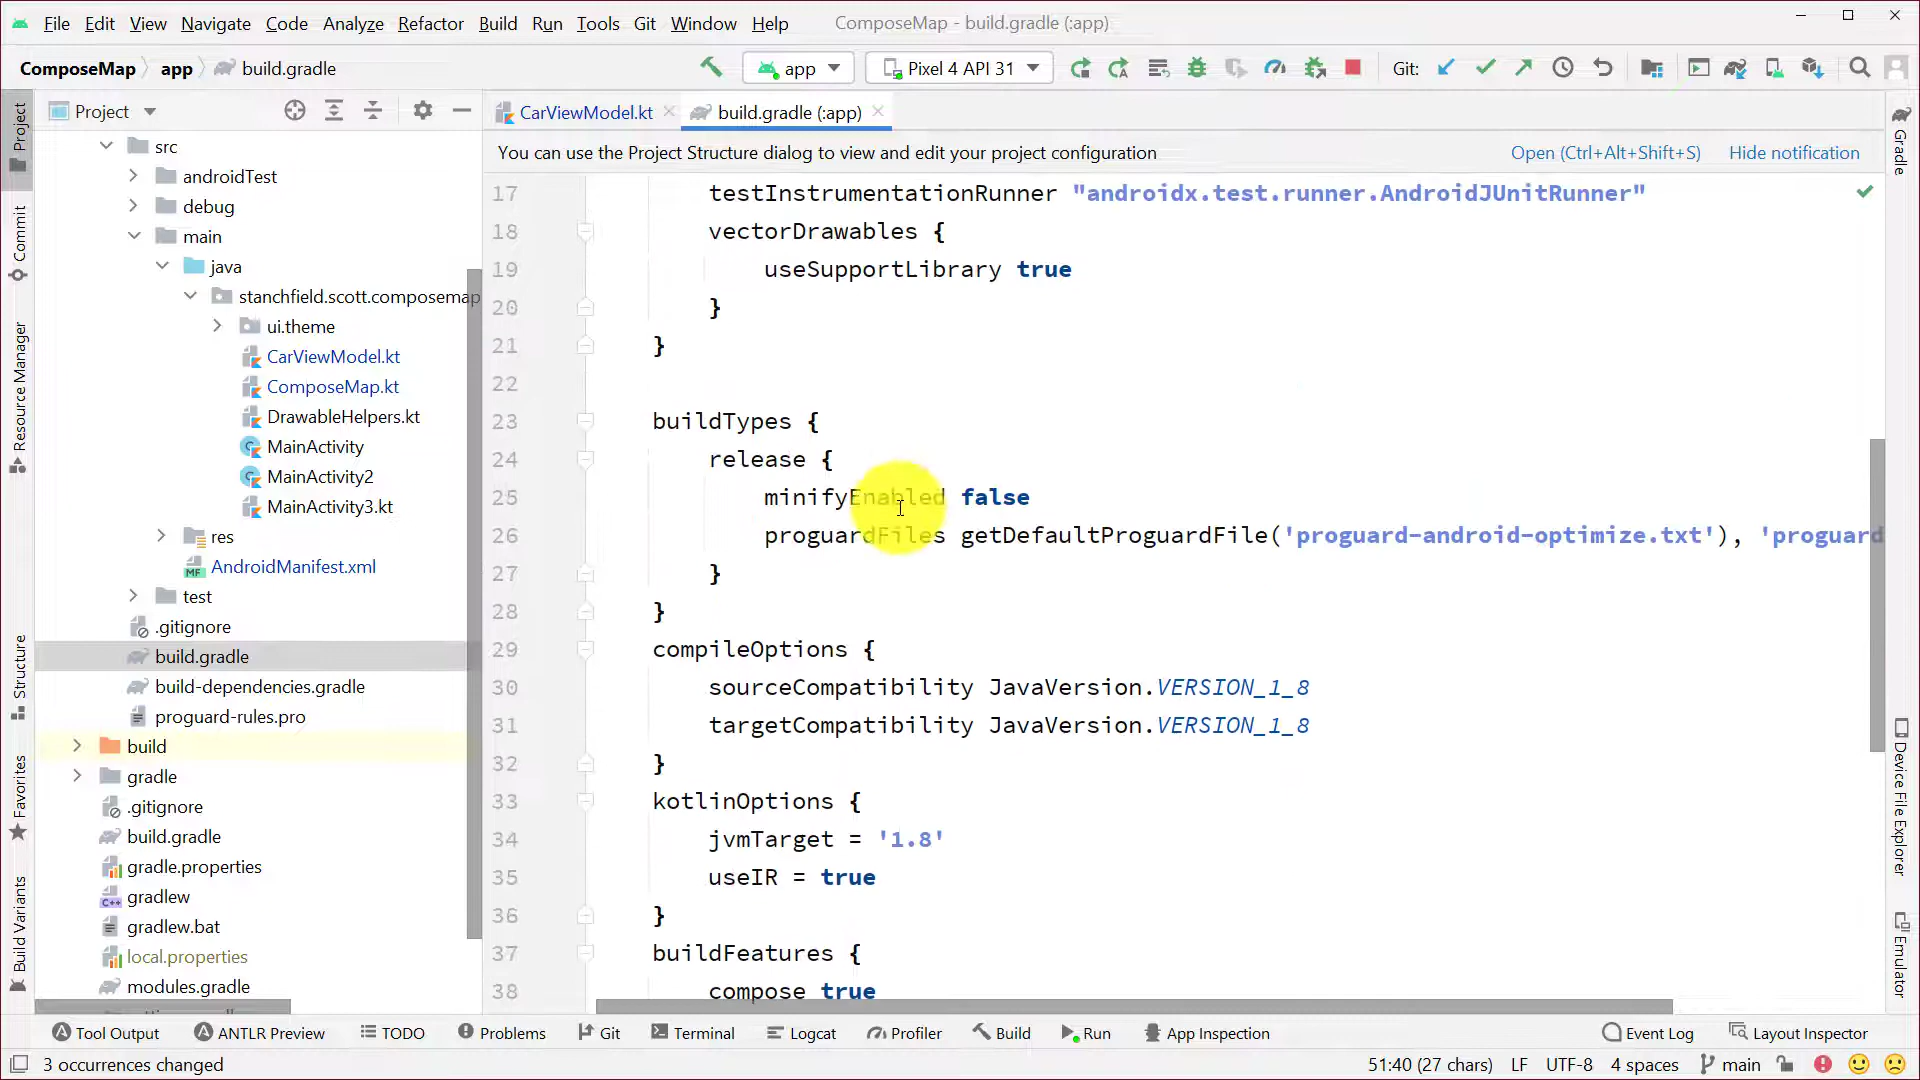 File Edit View Navigate Code Analyze Refactor Build Run Tools Git Window Help ComposeMap - build.gradle (:app)
ComposeMap app build.gradle app Pixel 4 API 31 Git:
Project
CarViewModel.kt build.gradle (:app)
You can use the Project Structure dialog to view and edit your project configuration Open (Ctrl+Alt+Shift+S) Hide notification
Project
Commit
Resource Manager
Structure
Favorites
Build Variants
src
androidTest
debug
main
java
stanchfield.scott.composemap
ui.theme
CarViewModel.kt
ComposeMap.kt
DrawableHelpers.kt
MainActivity
MainActivity2
MainActivity3.kt
res
AndroidManifest.xml
test
.gitignore
build.gradle
build-dependencies.gradle
proguard-rules.pro
build
gradle
.gitignore
build.gradle
gradle.properties
gradlew
gradlew.bat
local.properties
modules.gradle
17 testInstrumentationRunner "androidx.test.runner.AndroidJUnitRunner"
18 vectorDrawables {
19 useSupportLibrary true
20 }
21 }
22
23 buildTypes {
24 release {
25 minifyEnabled false
26 proguardFiles getDefaultProguardFile('proguard-android-optimize.txt'), 'proguard
27 }
28 }
29 compileOptions {
30 sourceCompatibility JavaVersion.VERSION_1_8
31 targetCompatibility JavaVersion.VERSION_1_8
32 }
33 kotlinOptions {
34 jvmTarget = '1.8'
35 useIR = true
36 }
37 buildFeatures {
38 compose true
Gradle
Device File Explorer
Emulator
Tool Output ANTLR Preview TODO Problems Git Terminal Logcat Profiler Build Run App Inspection Event Log Layout Inspector
3 occurrences changed 51:40 (27 chars) LF UTF-8 4 spaces main